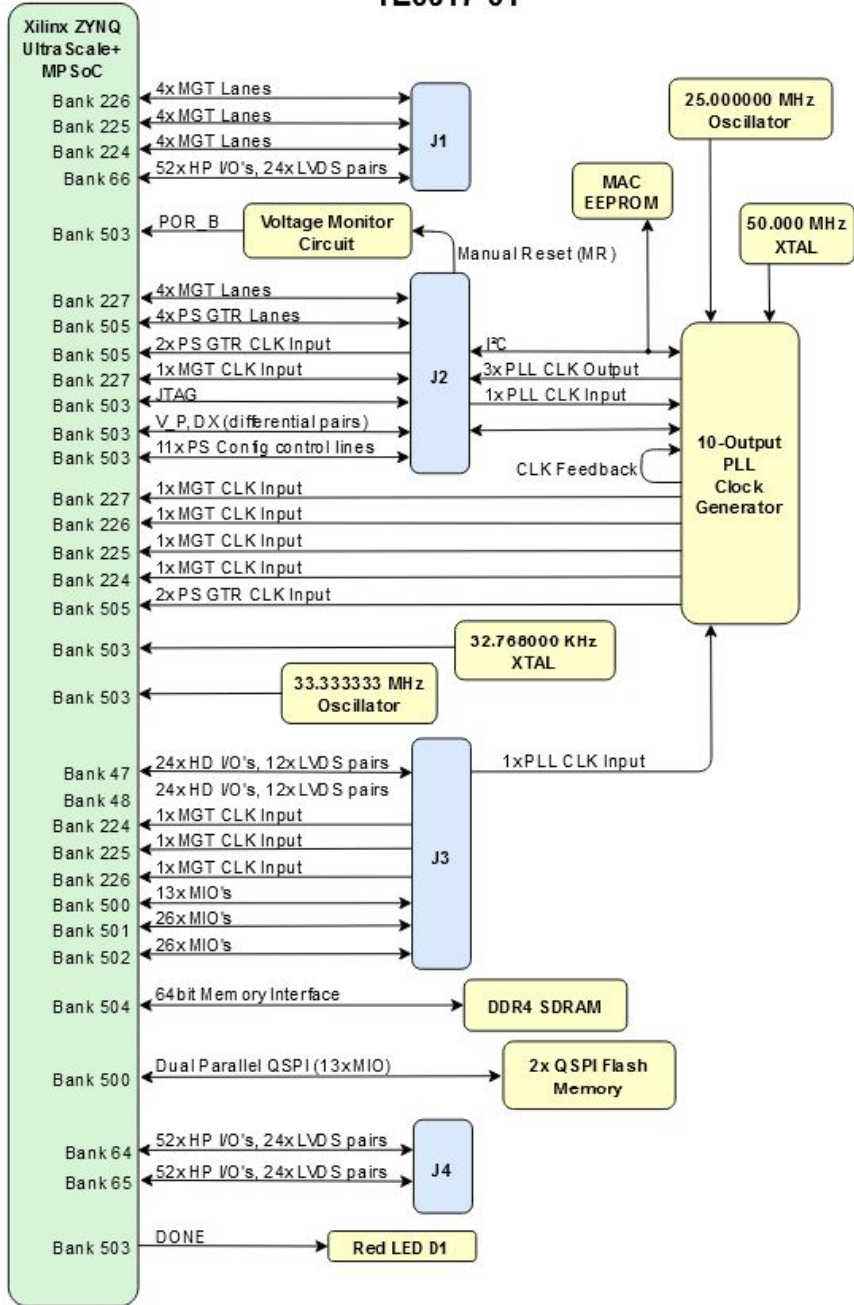 Xilinx ZYNQ
UltraScale+
MPSoC
Bank 226
4x MGT Lanes
Bank 225
4x MGT Lanes
Bank 224
4x MGT Lanes
Bank 66
52x HP I/O's, 24x LVDS pairs
J1
25.000000 MHz
Oscillator
MAC
EEPROM
50.000 MHz
XTAL
Bank 503
POR_B
Voltage Monitor
Circuit
Manual Reset (MR)
Bank 227
4x MGT Lanes
Bank 505
4x PS GTR Lanes
Bank 505
2x PS GTR CLK Input
Bank 227
1x MGT CLK Input
Bank 503
JTAG
Bank 503
V_P, DX (differential pairs)
Bank 503
11x PS Config control lines
J2
I²C
3x PLL CLK Output
1x PLL CLK Input
CLK Feedback
10-Output
PLL
Clock
Generator
Bank 227
1x MGT CLK Input
Bank 226
1x MGT CLK Input
Bank 225
1x MGT CLK Input
Bank 224
1x MGT CLK Input
Bank 505
2x PS GTR CLK Input
Bank 503
32.768000 KHz
XTAL
Bank 503
33.333333 MHz
Oscillator
Bank 47
24x HD I/O's, 12x LVDS pairs
Bank 48
24x HD I/O's, 12x LVDS pairs
Bank 224
1x MGT CLK Input
Bank 225
1x MGT CLK Input
Bank 226
1x MGT CLK Input
Bank 500
13x MIO's
Bank 501
26x MIO's
Bank 502
26x MIO's
J3
1x PLL CLK Input
Bank 504
64bit Memory Interface
DDR4 SDRAM
Bank 500
Dual Parallel QSPI (13x MIO)
2x QSPI Flash
Memory
Bank 64
52x HP I/O's, 24x LVDS pairs
Bank 65
52x HP I/O's, 24x LVDS pairs
J4
Bank 503
DONE
Red LED D1